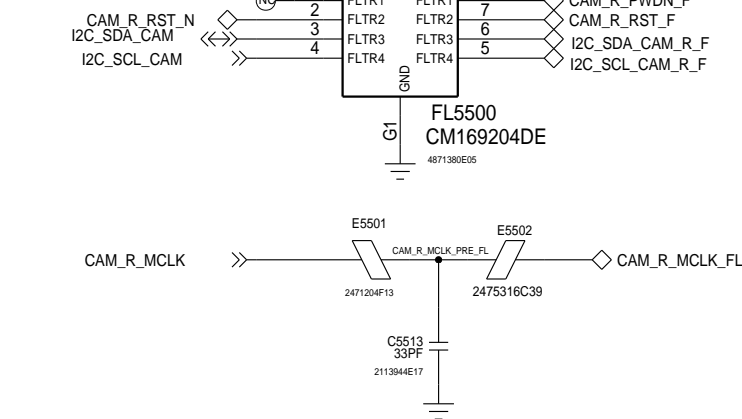 NC FLTR1 FLTR1 CAM_R_PWDN_F
CAM_R_RST_N 2 FLTR2 FLTR2 7 CAM_R_RST_F
I2C_SDA_CAM 3 FLTR3 FLTR3 6 I2C_SDA_CAM_R_F
I2C_SCL_CAM 4 FLTR4 FLTR4 5 I2C_SCL_CAM_R_F
GND
G1
FL5500
CM169204DE
4871380E05
E5501 E5502
CAM_R_MCLK CAM_R_MCLK_PRE_FL CAM_R_MCLK_FL
2471204F13 2475316C39
C5513
33PF
2113944E17